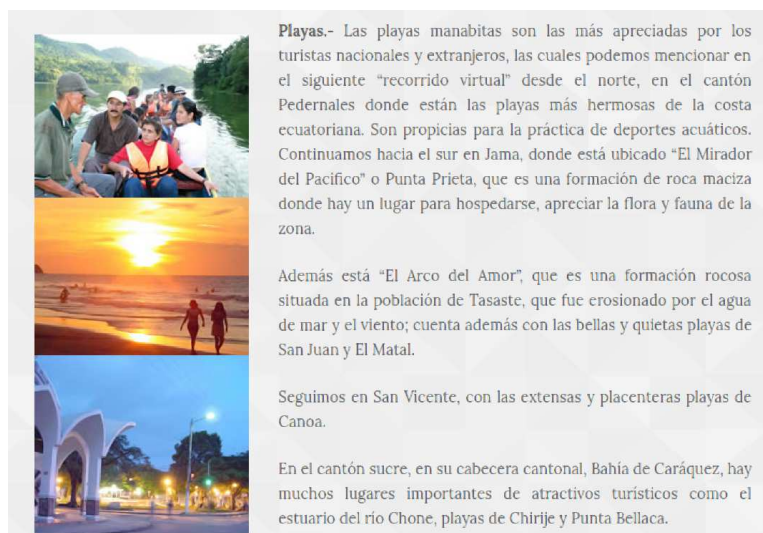 Playas.- Las playas manabitas son las más apreciadas por los
turistas nacionales y extranjeros, las cuales podemos mencionar en
el siguiente “recorrido virtual” desde el norte, en el cantón
Pedernales donde están las playas más hermosas de la costa
ecuatoriana. Son propicias para la práctica de deportes acuáticos.
Continuamos hacia el sur en Jama, donde está ubicado “El Mirador
del Pacífico” o Punta Prieta, que es una formación de roca maciza
donde hay un lugar para hospedarse, apreciar la flora y fauna de la
zona.
Además está “El Arco del Amor”, que es una formación rocosa
situada en la población de Tasaste, que fue erosionado por el agua
de mar y el viento; cuenta además con las bellas y quietas playas de
San Juan y El Matal.
Seguimos en San Vicente, con las extensas y placenteras playas de
Canoa.
En el cantón sucre, en su cabecera cantonal, Bahía de Caráquez, hay
muchos lugares importantes de atractivos turísticos como el
estuario del río Chone, playas de Chirije y Punta Bellaca.